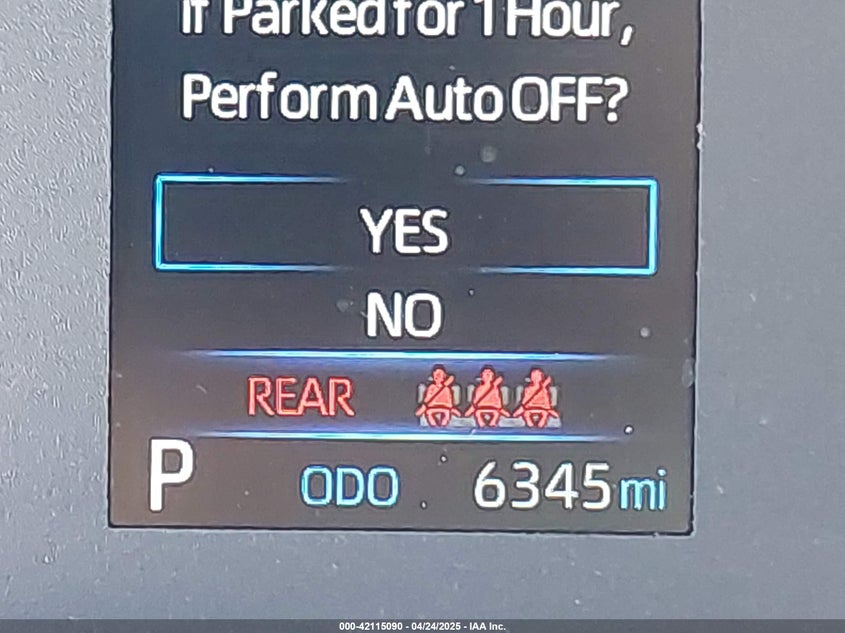 If Parked for 1 Hour,
Perform Auto OFF?
YES
NO
REAR
P ODO 6345 mi
000-42115090 - 04/24/2025 - IAA Inc.